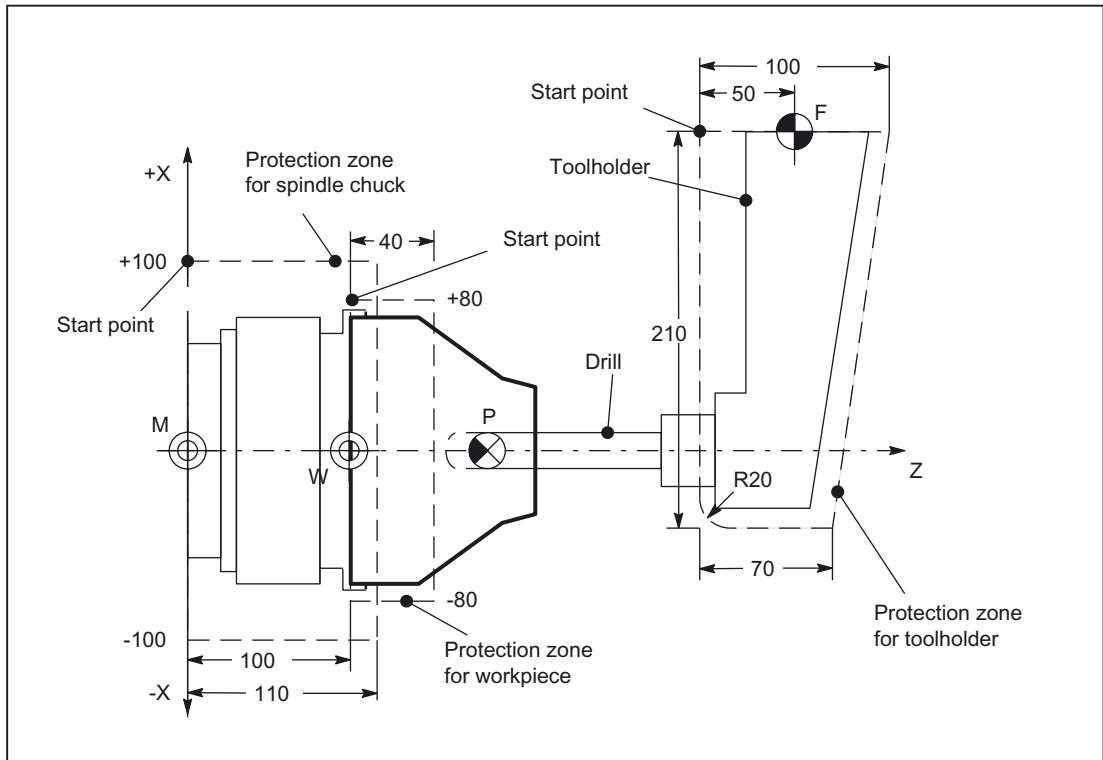 100
50
Start point
F
+X
Protection zone
for spindle chuck
Toolholder
40
Start point
+100
+80
Start point
210
Drill
M
P
W
Z
R20
-80
70
Protection zone
for toolholder
-100
100
Protection zone
for workpiece
-X
110